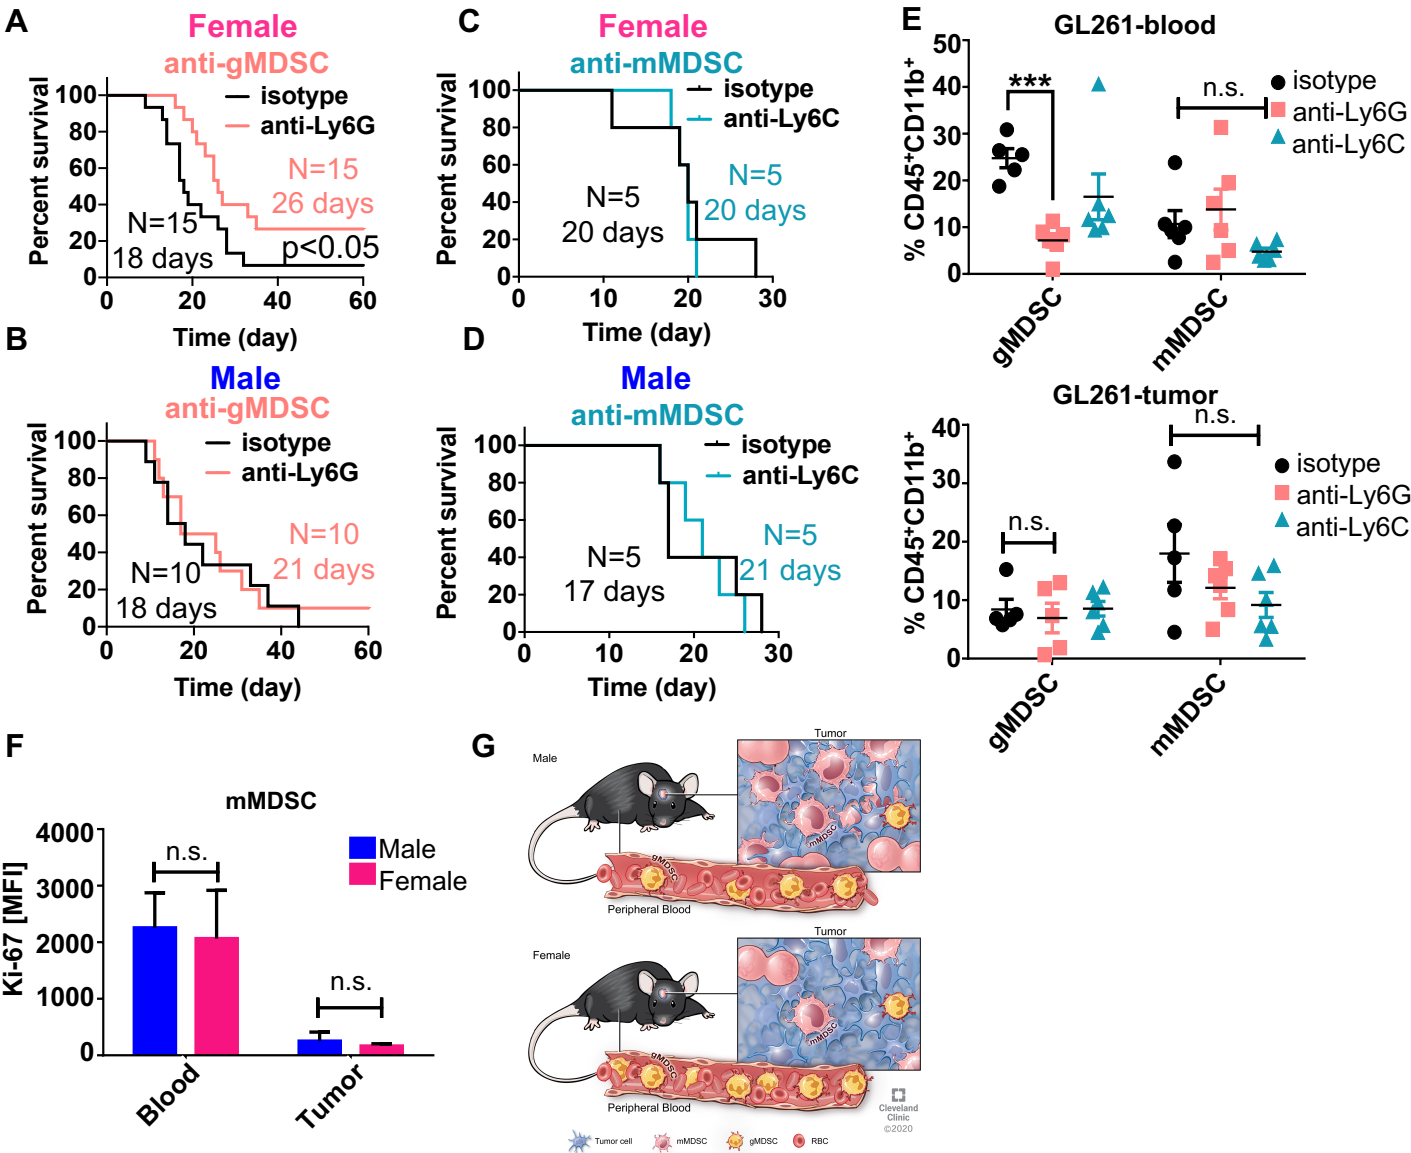 A
Female
anti-gMDSC
isotype
anti-Ly6G
Percent survival
100
80
60
40
20
0
N=15
26 days
N=15
18 days
p<0.05
0
20
40
60
Time (day)
B
Male
anti-gMDSC
isotype
anti-Ly6G
Percent survival
100
80
60
40
20
0
N=10
21 days
N=10
18 days
0
20
40
60
Time (day)
C
Female
anti-mMDSC
isotype
anti-Ly6C
Percent survival
100
80
60
40
20
0
N=5
20 days
N=5
20 days
0
10
20
30
Time (day)
D
Male
anti-mMDSC
isotype
anti-Ly6C
Percent survival
100
80
60
40
20
0
N=5
17 days
N=5
21 days
0
10
20
30
Time (day)
E
GL261-blood
% CD45+CD11b+
50
40
30
20
10
0
***
n.s.
isotype
anti-Ly6G
anti-Ly6C
gMDSC
mMDSC
GL261-tumor
% CD45+CD11b+
40
30
20
10
0
n.s.
n.s.
isotype
anti-Ly6G
anti-Ly6C
gMDSC
mMDSC
F
mMDSC
Ki-67 [MFI]
4000
3000
2000
1000
0
n.s.
n.s.
Male
Female
Blood
Tumor
G
Male
Tumor
mMDSC
gMDSC
Peripheral Blood
Female
Tumor
mMDSC
gMDSC
Peripheral Blood
Cleveland
Clinic
©2020
Tumor cell
mMDSC
gMDSC
RBC